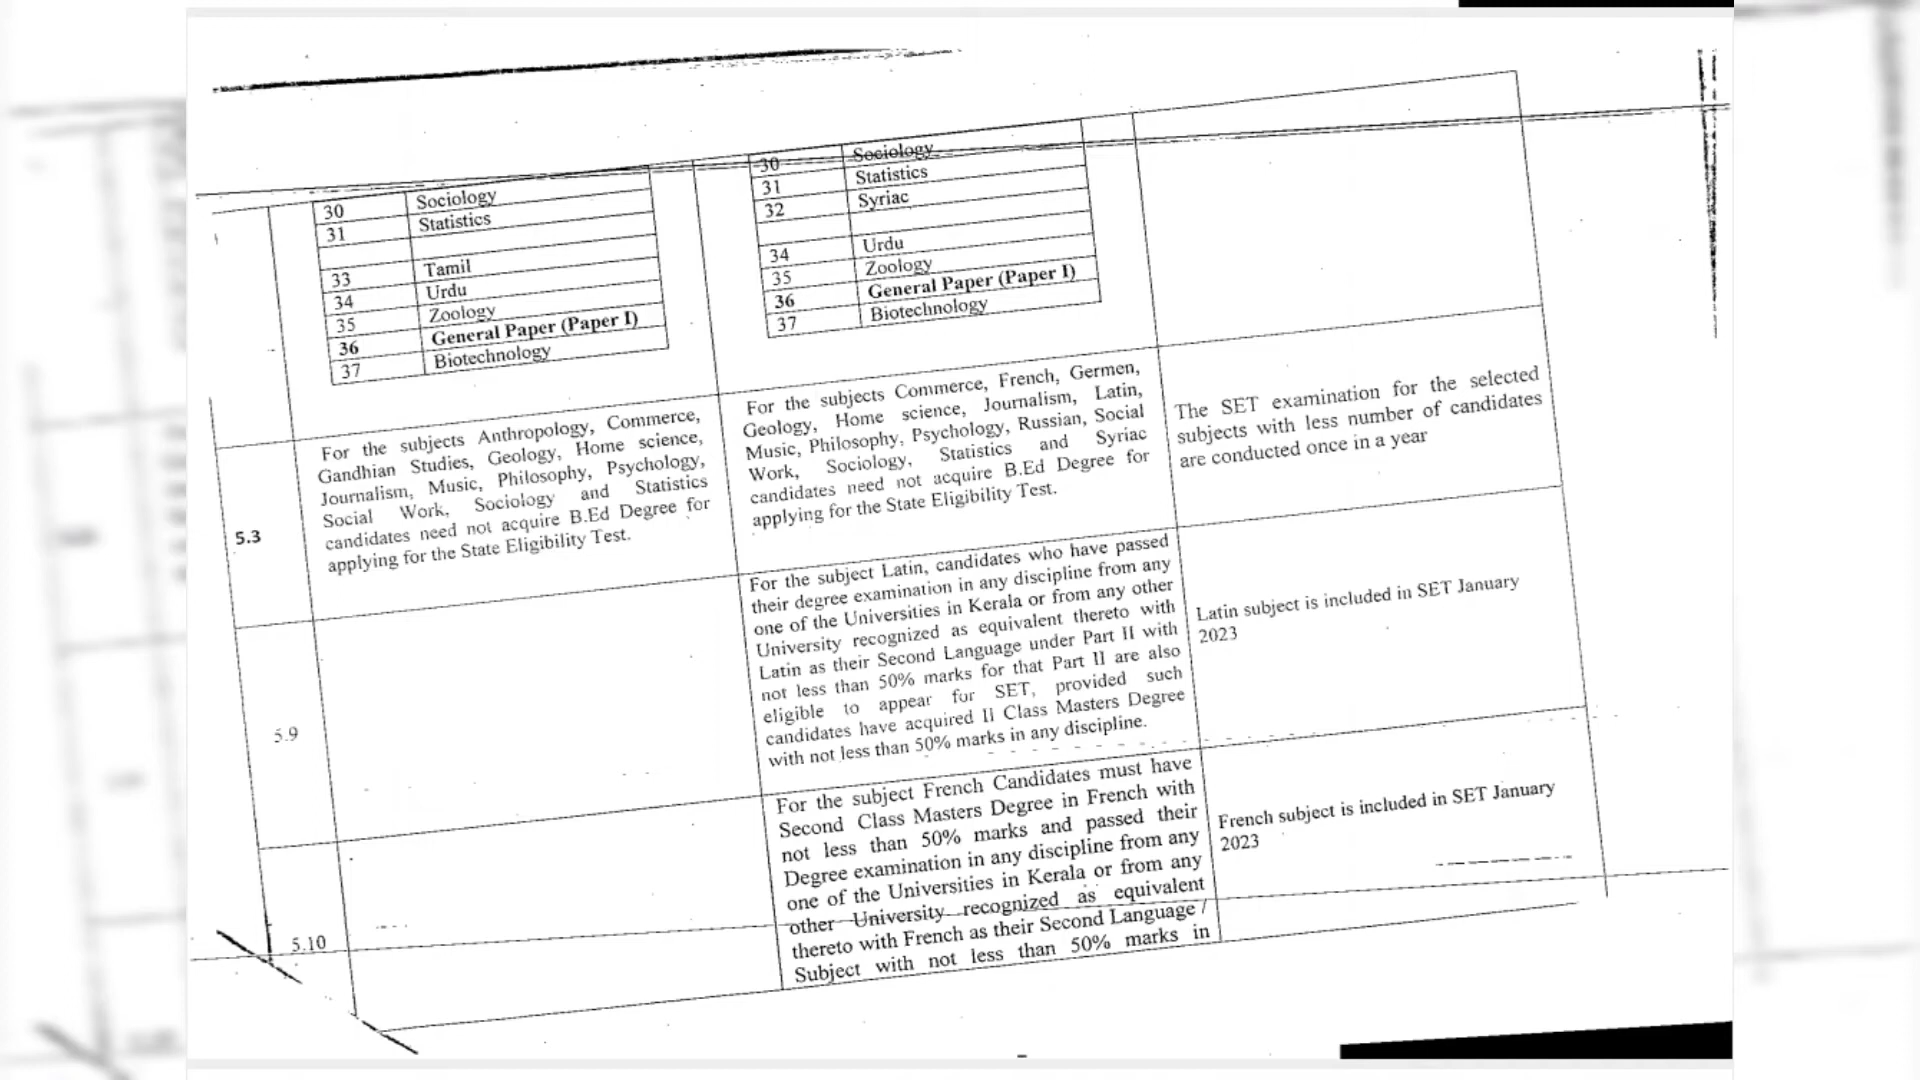 30 Sociology
31 Statistics
33 Tamil
34 Urdu
35 Zoology
36 General Paper (Paper I)
37 Biotechnology
30 Sociology
31 Statistics
32 Syriac
34 Urdu
35 Zoology
36 General Paper (Paper I)
37 Biotechnology
5.3
For the subjects Anthropology, Commerce,
Gandhian Studies, Geology, Home science,
Journalism, Music, Philosophy, Psychology,
Social Work, Sociology and Statistics
candidates need not acquire B.Ed Degree for
applying for the State Eligibility Test.
For the subjects Commerce, French, Germen,
Geology, Home science, Journalism, Latin,
Music, Philosophy, Psychology, Russian, Social
Work, Sociology, Statistics and Syriac
candidates need not acquire B.Ed Degree for
applying for the State Eligibility Test.
The SET examination for the selected
subjects with less number of candidates
are conducted once in a year
5.9
For the subject Latin, candidates who have passed
their degree examination in any discipline from any
one of the Universities in Kerala or from any other
University recognized as equivalent thereto with
Latin as their Second Language under Part II with
not less than 50% marks for that Part II are also
eligible to appear for SET, provided such
candidates have acquired II Class Masters Degree
with not less than 50% marks in any discipline.
Latin subject is included in SET January
2023
5.10
For the subject French Candidates must have
Second Class Masters Degree in French with
not less than 50% marks and passed their
Degree examination in any discipline from any
one of the Universities in Kerala or from any
other University recognized as equivalent
thereto with French as their Second Language /
Subject with not less than 50% marks in
French subject is included in SET January
2023